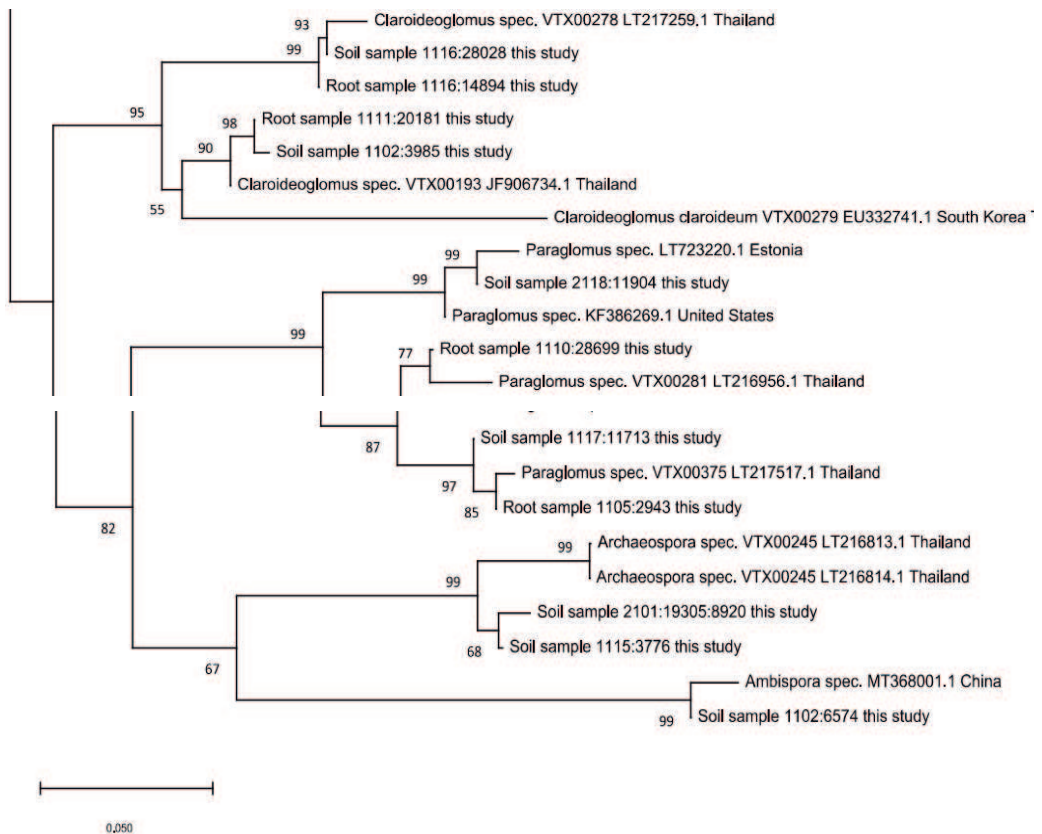 93
Claroideoglomus spec. VTX00278 LT217259.1 Thailand
99
Soil sample 1116:28028 this study
Root sample 1116:14894 this study
95
98
Root sample 1111:20181 this study
90
Soil sample 1102:3985 this study
Claroideoglomus spec. VTX00193 JF906734.1 Thailand
55
Claroideoglomus claroideum VTX00279 EU332741.1 South Korea
99
Paraglomus spec. LT723220.1 Estonia
99
Soil sample 2118:11904 this study
Paraglomus spec. KF386269.1 United States
99
Root sample 1110:28699 this study
77
Paraglomus spec. VTX00281 LT216956.1 Thailand
Soil sample 1117:11713 this study
87
Paraglomus spec. VTX00375 LT217517.1 Thailand
97
85
Root sample 1105:2943 this study
82
99
Archaeospora spec. VTX00245 LT216813.1 Thailand
99
Archaeospora spec. VTX00245 LT216814.1 Thailand
Soil sample 2101:19305:8920 this study
68
Soil sample 1115:3776 this study
67
Ambispora spec. MT368001.1 China
99
Soil sample 1102:6574 this study
0.050